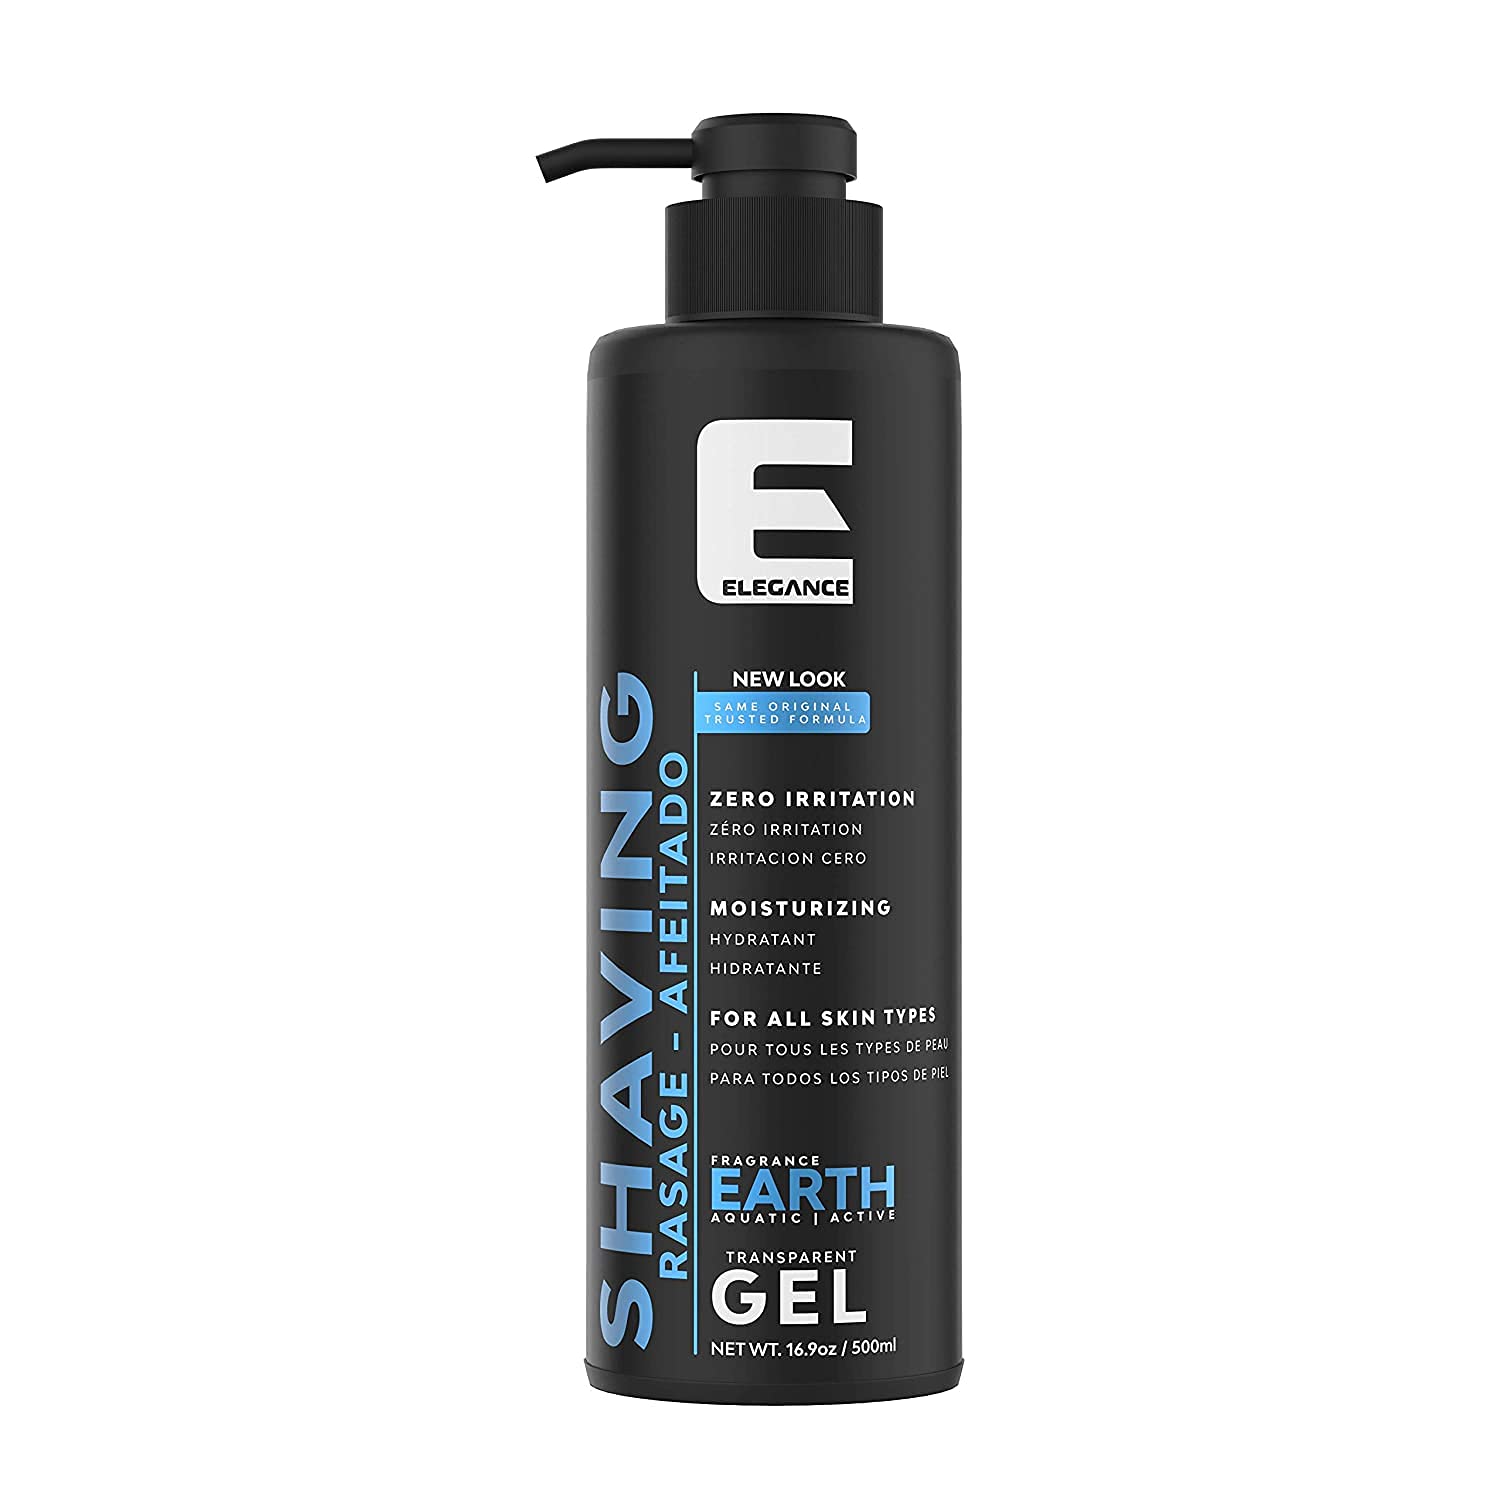 E
ELEGANCE
NEW LOOK
SAME ORIGINAL
TRUSTED FORMULA
SHAVING
RASAGE - AFEITADO
ZERO IRRITATION
ZÉRO IRRITATION
IRRITACION CERO
MOISTURIZING
HYDRATANT
HIDRATANTE
FOR ALL SKIN TYPES
POUR TOUS LES TYPES DE PEAU
PARA TODOS LOS TIPOS DE PIEL
FRAGRANCE
EARTH
AQUATIC | ACTIVE
TRANSPARENT
GEL
NET WT. 16.9oz / 500ml